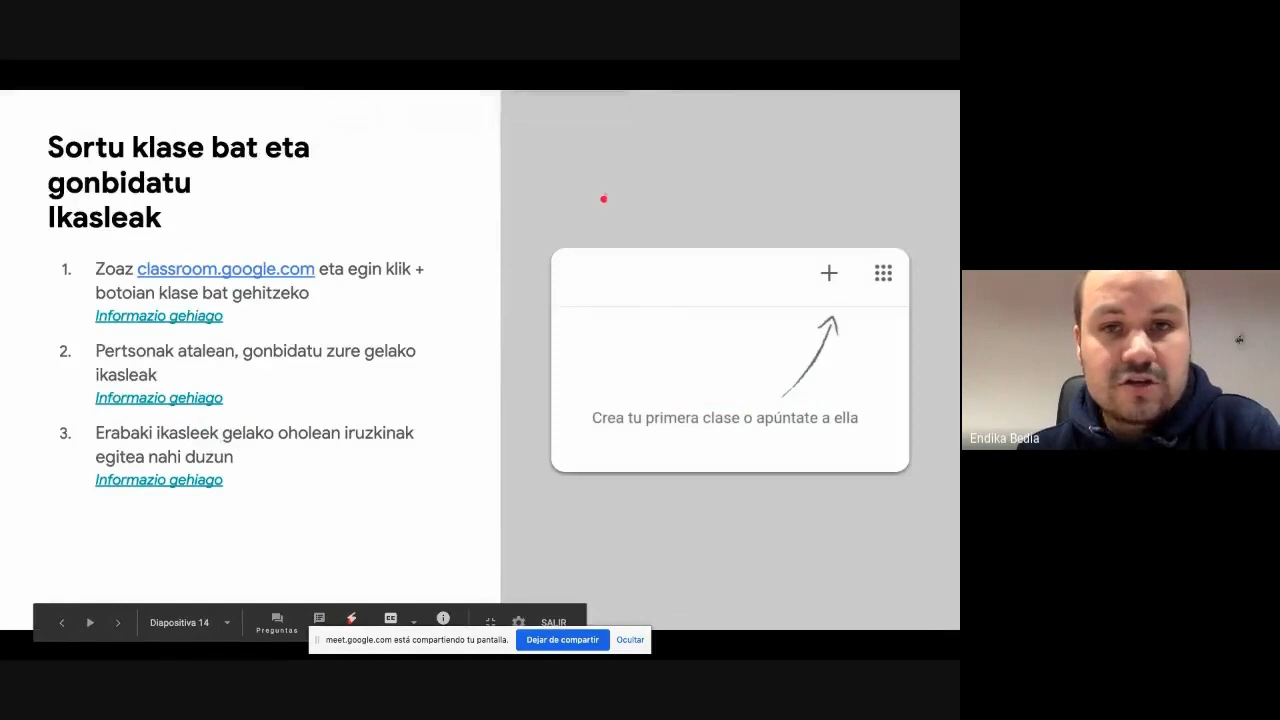 Sortu klase bat eta
gonbidatu
Ikasleak
1. Zoaz classroom.google.com eta egin klik +
botoian klase bat gehitzeko
Informazio gehiago
2. Pertsonak atalean, gonbidatu zure gelako
ikasleak
Informazio gehiago
3. Erabaki ikasleek gelako oholean iruzkinak
egitea nahi duzun
Informazio gehiago
Crea tu primera clase o apúntate a ella
Endika Bedia
Diapositiva 14
Preguntas
CC
SALIR
meet.google.com está compartiendo tu pantalla.
Dejar de compartir
Ocultar